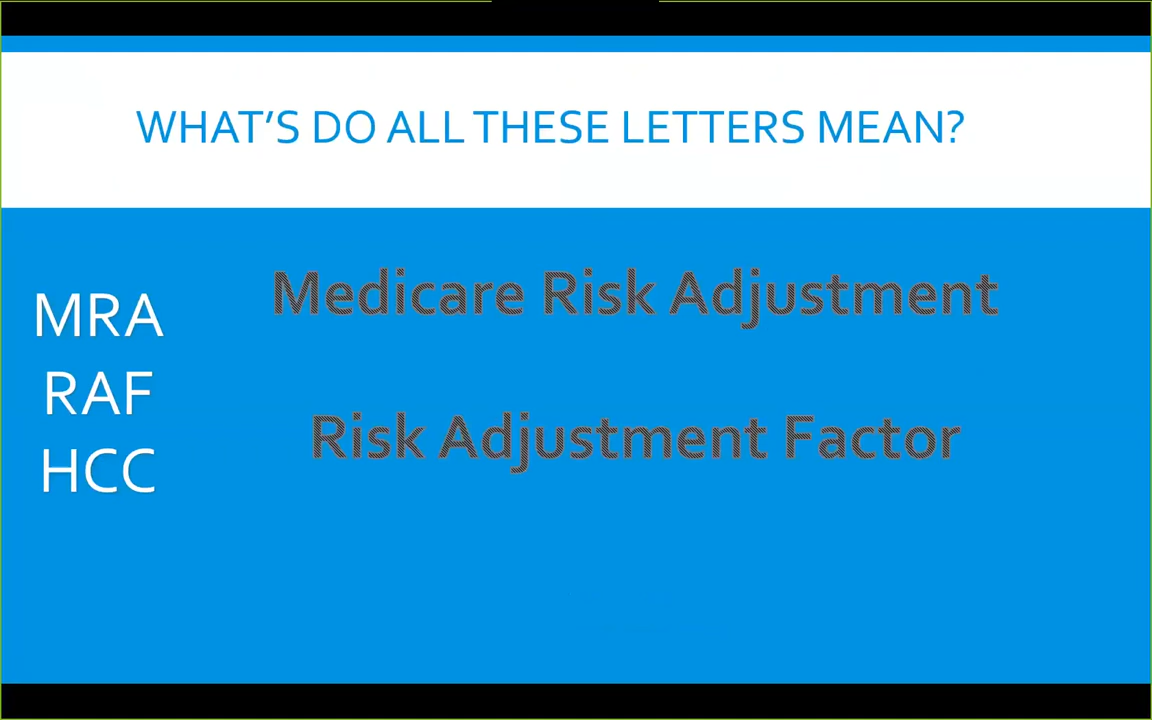 WHAT'S DO ALL THESE LETTERS MEAN?
MRA
RAF
HCC
Medicare Risk Adjustment
Risk Adjustment Factor